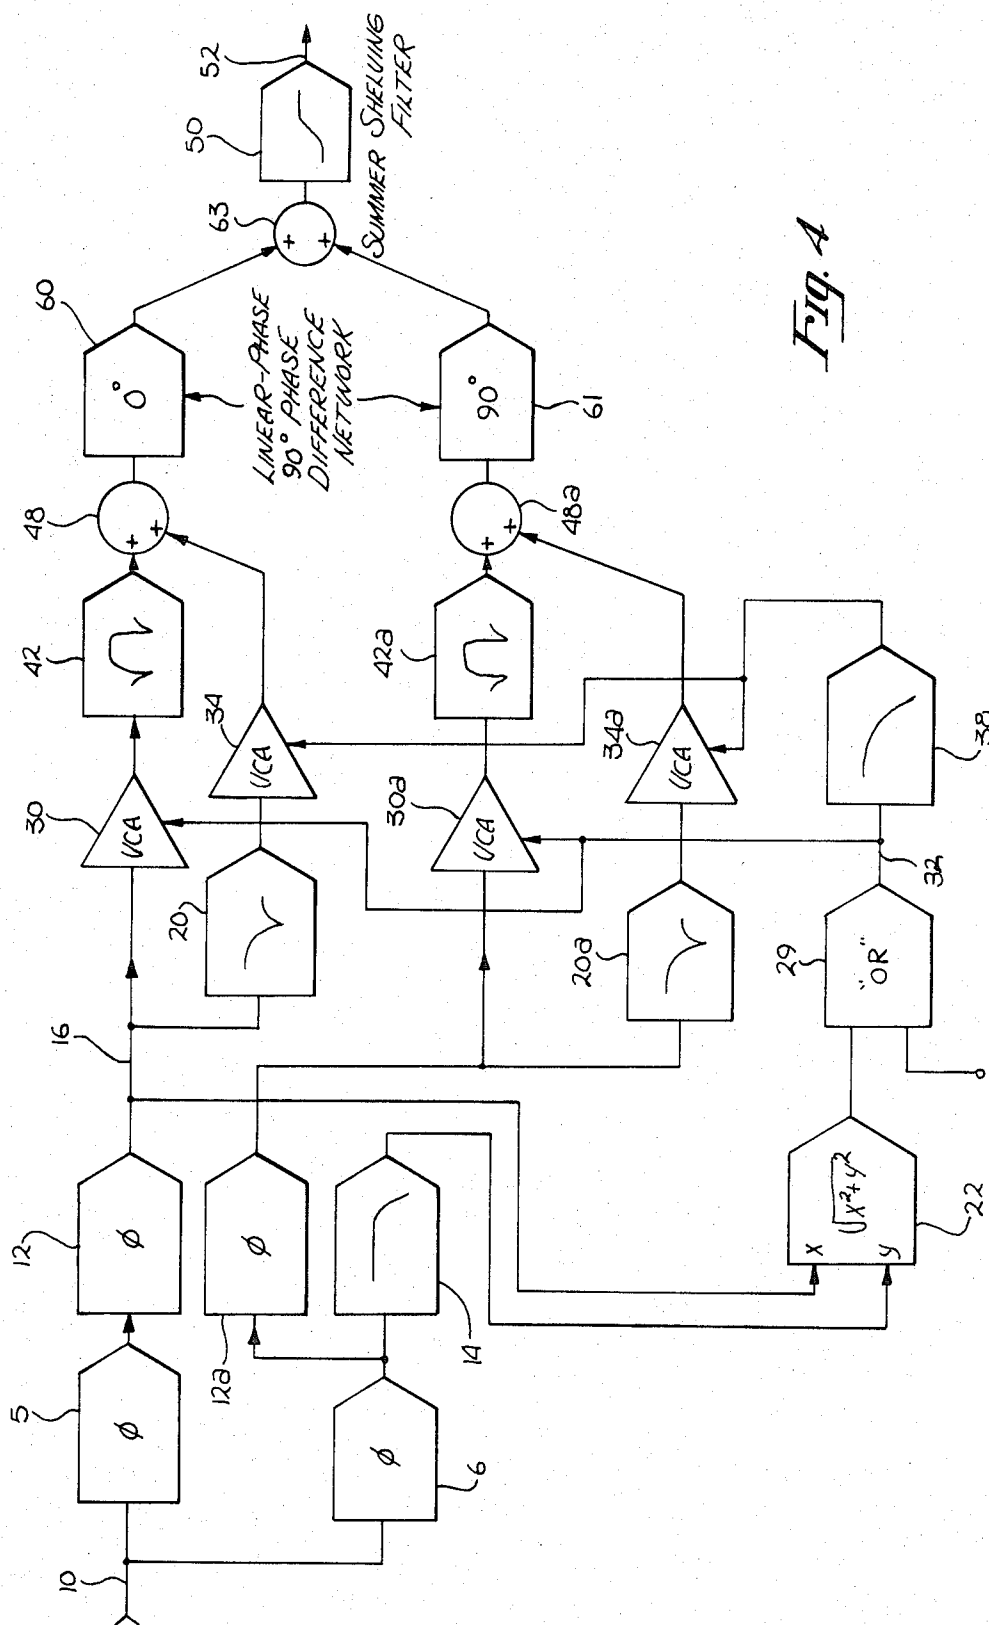 10
5
φ
12
φ
16
6
φ
12a
φ
14
20
30
VCA
34
VCA
42
48
+
+
60
0°
LINEAR-PHASE
90° PHASE
DIFFERENCE
NETWORK
63
+
+
50
52
SUMMER SHELVING
FILTER
20a
30a
VCA
34a
VCA
42a
48a
+
+
90°
61
22
x
y
√x²+y²
29
"OR"
32
38
Fig. 4